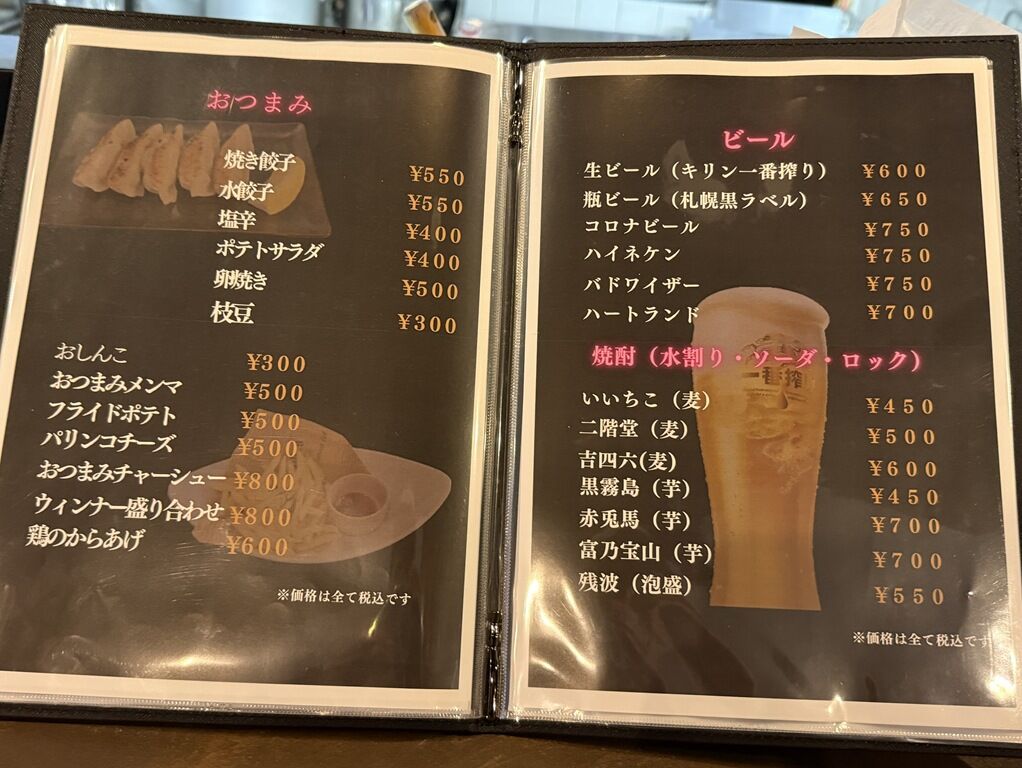 おつまみ
焼き餃子 ¥550
水餃子 ¥550
塩辛 ¥400
ポテトサラダ ¥400
卵焼き ¥500
枝豆 ¥300
おしんこ ¥300
おつまみメンマ ¥500
フライドポテト ¥500
パリンコチーズ ¥500
おつまみチャーシュー ¥800
ウィンナー盛り合わせ ¥800
鶏のからあげ ¥600
※価格は全て税込です
ビール
生ビール（キリン一番搾り） ¥600
瓶ビール（札幌黒ラベル） ¥650
コロナビール ¥750
ハイネケン ¥750
バドワイザー ¥750
ハートランド ¥700
焼酎（水割り・ソーダ・ロック）
一番搾
いいちこ（麦） ¥450
二階堂（麦） ¥500
吉四六(麦) ¥600
黒霧島（芋） ¥450
赤兎馬（芋） ¥700
富乃宝山（芋） ¥700
残波（泡盛） ¥550
※価格は全て税込です